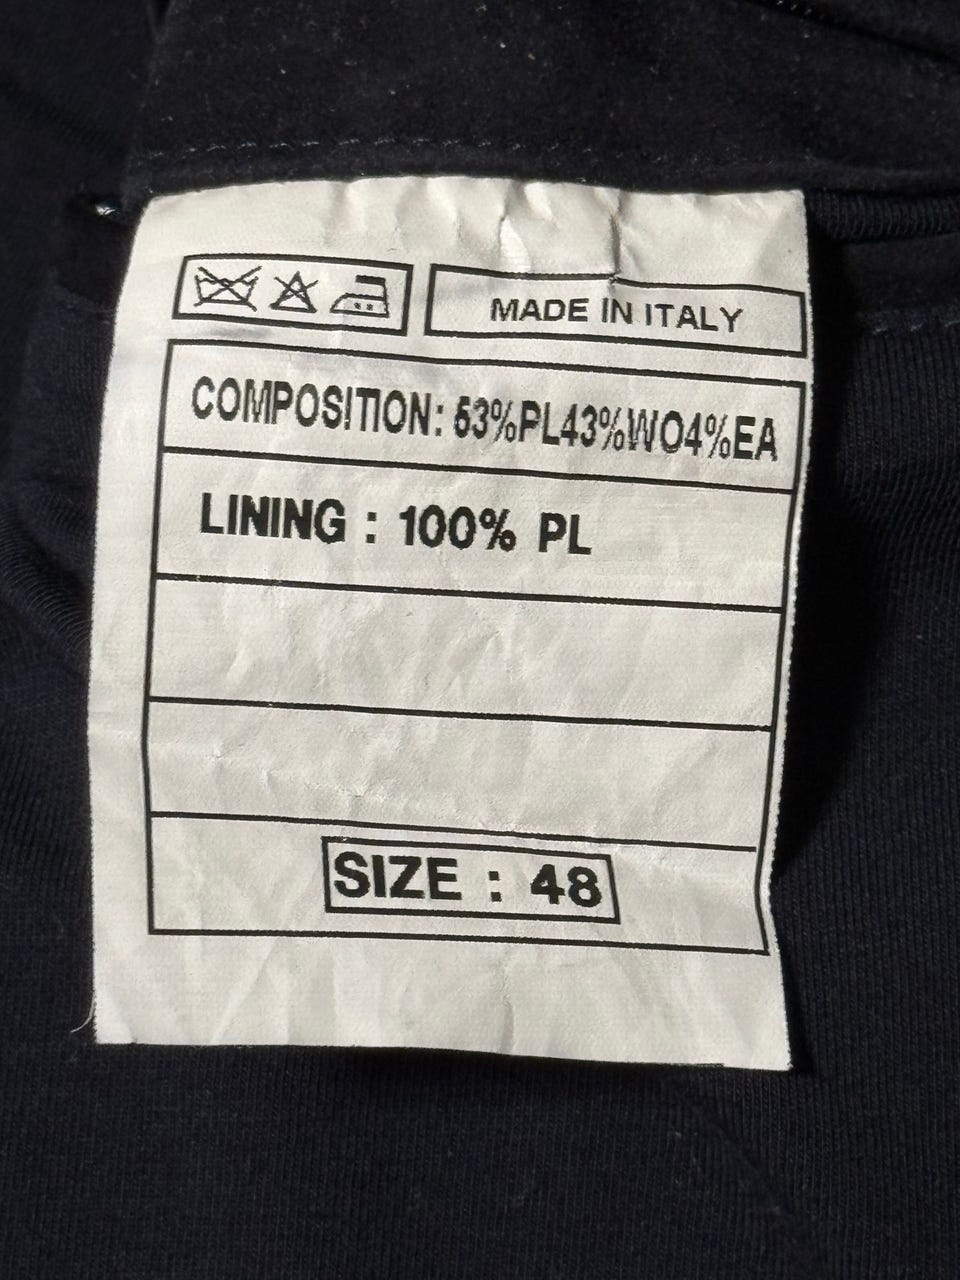 MADE IN ITALY
COMPOSITION: 53%PL43%WO4%EA
LINING : 100% PL
SIZE : 48